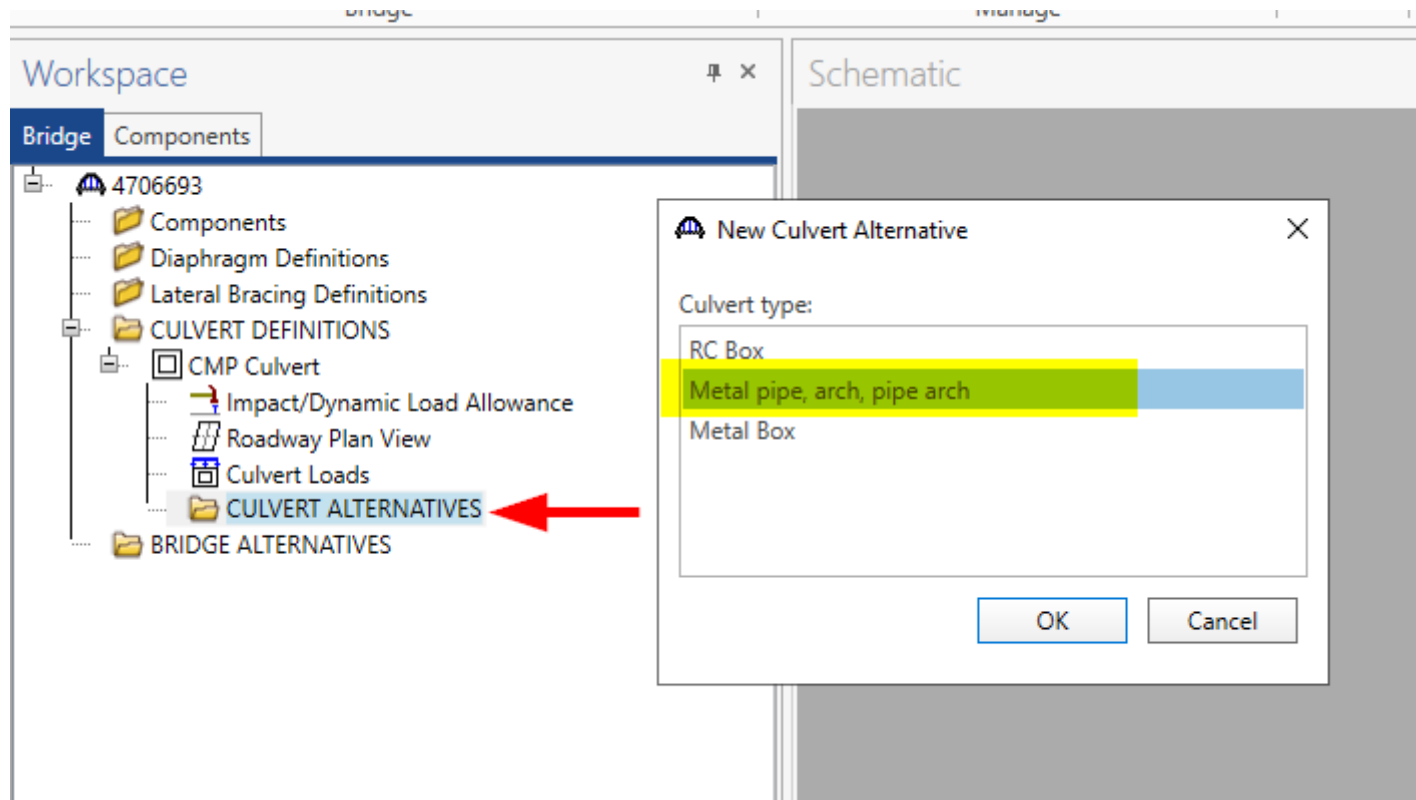 Bridge
Manage
Workspace
Schematic
Bridge
Components
4706693
Components
Diaphragm Definitions
Lateral Bracing Definitions
CULVERT DEFINITIONS
CMP Culvert
Impact/Dynamic Load Allowance
Roadway Plan View
Culvert Loads
CULVERT ALTERNATIVES
BRIDGE ALTERNATIVES
New Culvert Alternative
Culvert type:
RC Box
Metal pipe, arch, pipe arch
Metal Box
OK
Cancel